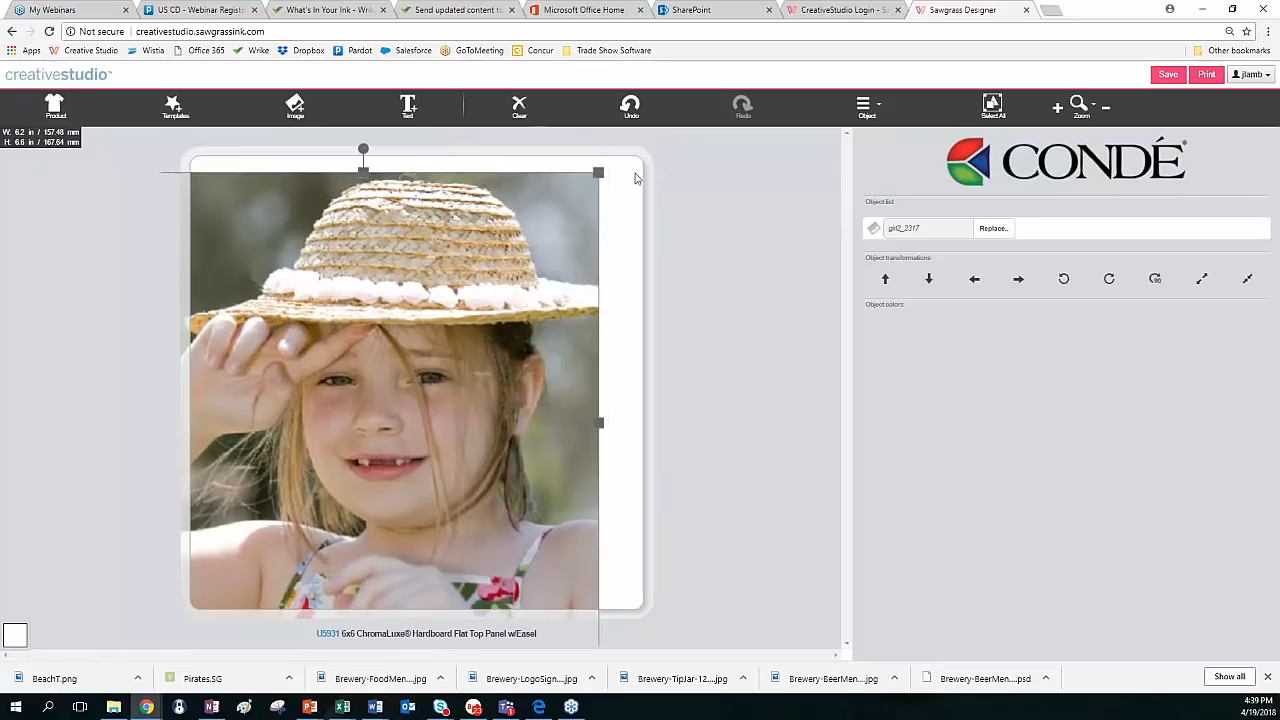 My Webinars
US CD - Webinar Registr
What's In Your Ink - Wrik
Send updated content to
Microsoft Office Home
SharePoint
CreativeStudio Login - Sa
Sawgrass Designer
Not secure | creativestudio.sawgrassink.com
Apps Creative Studio Wistia Office 365 Wrike Dropbox Pardot Salesforce GoToMeeting Concur Trade Show Software Other bookmarks
creativestudio™ Save Print jlamb
Product Templates Image Text Clear Undo Redo Object Select All Zoom
W: 6.2 in / 157.48 mm
H: 6.6 in / 167.64 mm
CONDÉ
Object list
girl2_2317 Replace..
Object transformations
90
Object colors
U5931 6x6 ChromaLuxe® Hardboard Flat Top Panel w/Easel
BeachT.png Pirates.SG Brewery-FoodMen....jpg Brewery-LogoSign....jpg Brewery-TipJar-12....jpg Brewery-BeerMen....jpg Brewery-BeerMen....psd Show all
4:39 PM
4/19/2018